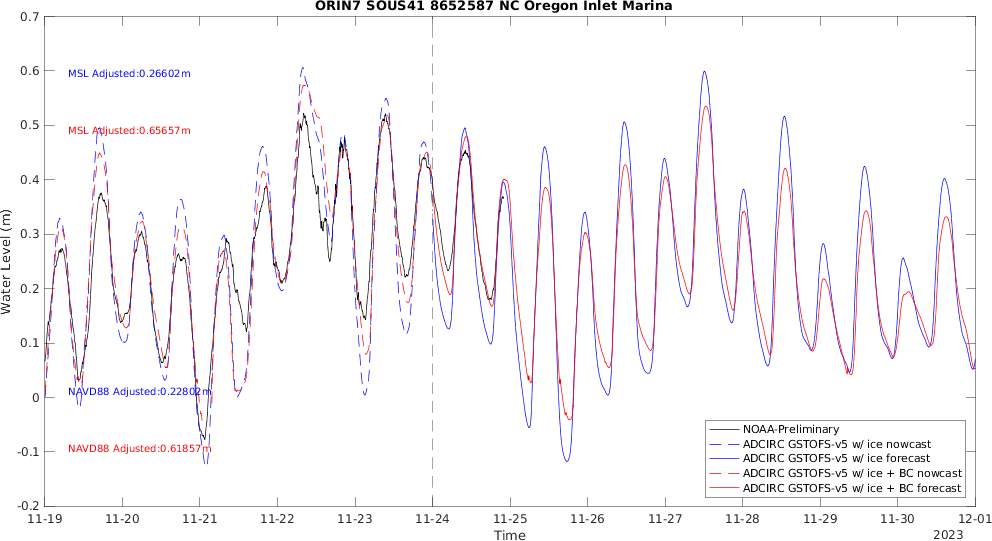 ORIN7 SOUS41 8652587 NC Oregon Inlet Marina
0.7
0.6
0.5
0.4
0.3
0.2
0.1
0
-0.1
-0.2
Water Level (m)
MSL Adjusted:0.26602m
MSL Adjusted:0.65657m
NAVD88 Adjusted:0.22802m
NAVD88 Adjusted:0.61857m
NOAA-Preliminary
ADCIRC GSTOFS-v5 w/ ice nowcast
ADCIRC GSTOFS-v5 w/ ice forecast
ADCIRC GSTOFS-v5 w/ ice + BC nowcast
ADCIRC GSTOFS-v5 w/ ice + BC forecast
11-19 11-20 11-21 11-22 11-23 11-24 11-25 11-26 11-27 11-28 11-29 11-30 12-01
Time
2023